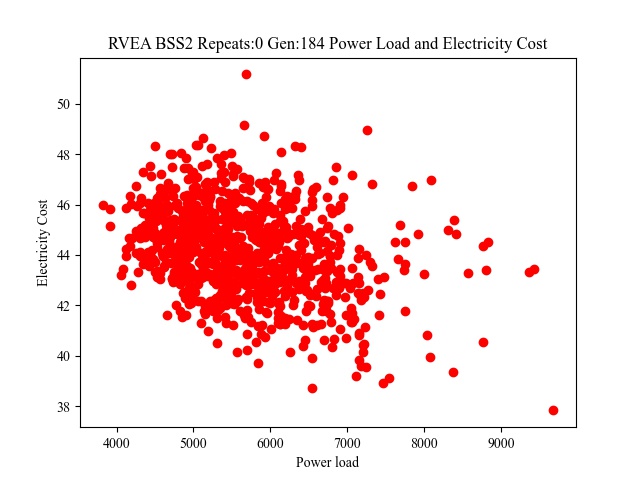 RVEA BSS2 Repeats:0 Gen:184 Power Load and Electricity Cost
Electricity Cost
50
48
46
44
42
40
38
4000 5000 6000 7000 8000 9000
Power load